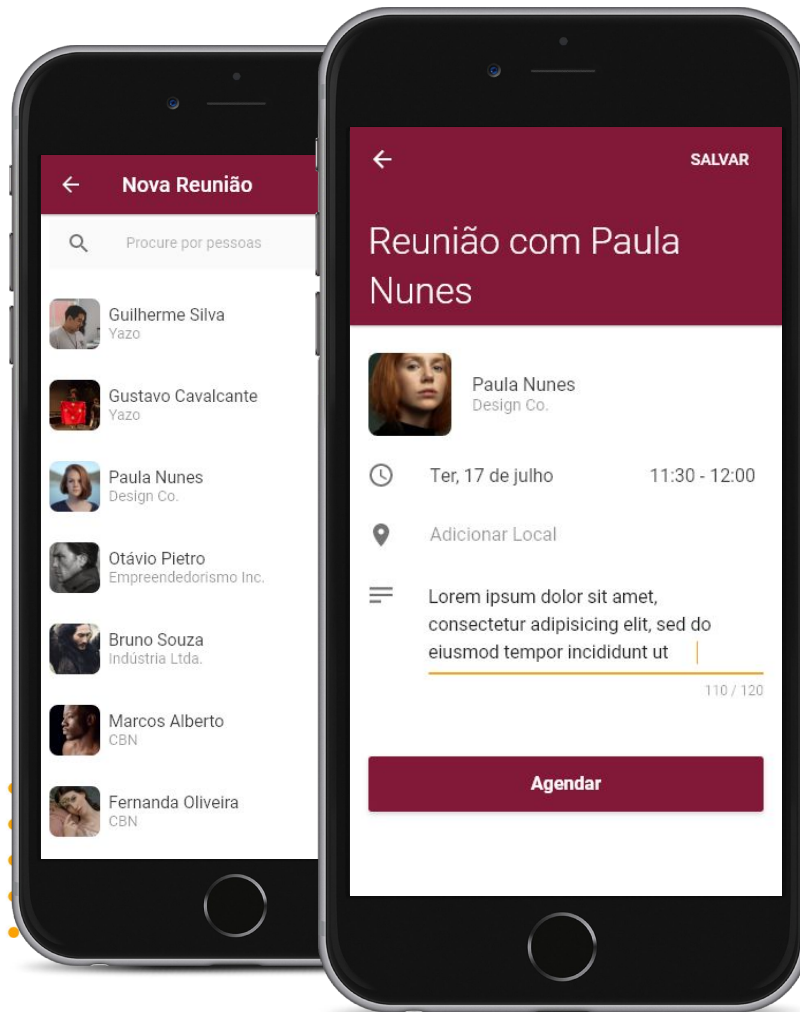 Nova Reunião
Procure por pessoas
Guilherme Silva
Yazo
Gustavo Cavalcante
Yazo
Paula Nunes
Design Co.
Otávio Pietro
Empreendedorismo Inc.
Bruno Souza
Indústria Ltda.
Marcos Alberto
CBN
Fernanda Oliveira
CBN
SALVAR
Reunião com Paula
Nunes
Paula Nunes
Design Co.
Ter, 17 de julho 11:30 - 12:00
Adicionar Local
Lorem ipsum dolor sit amet,
consectetur adipisicing elit, sed do
eiusmod tempor incididunt ut
110 / 120
Agendar